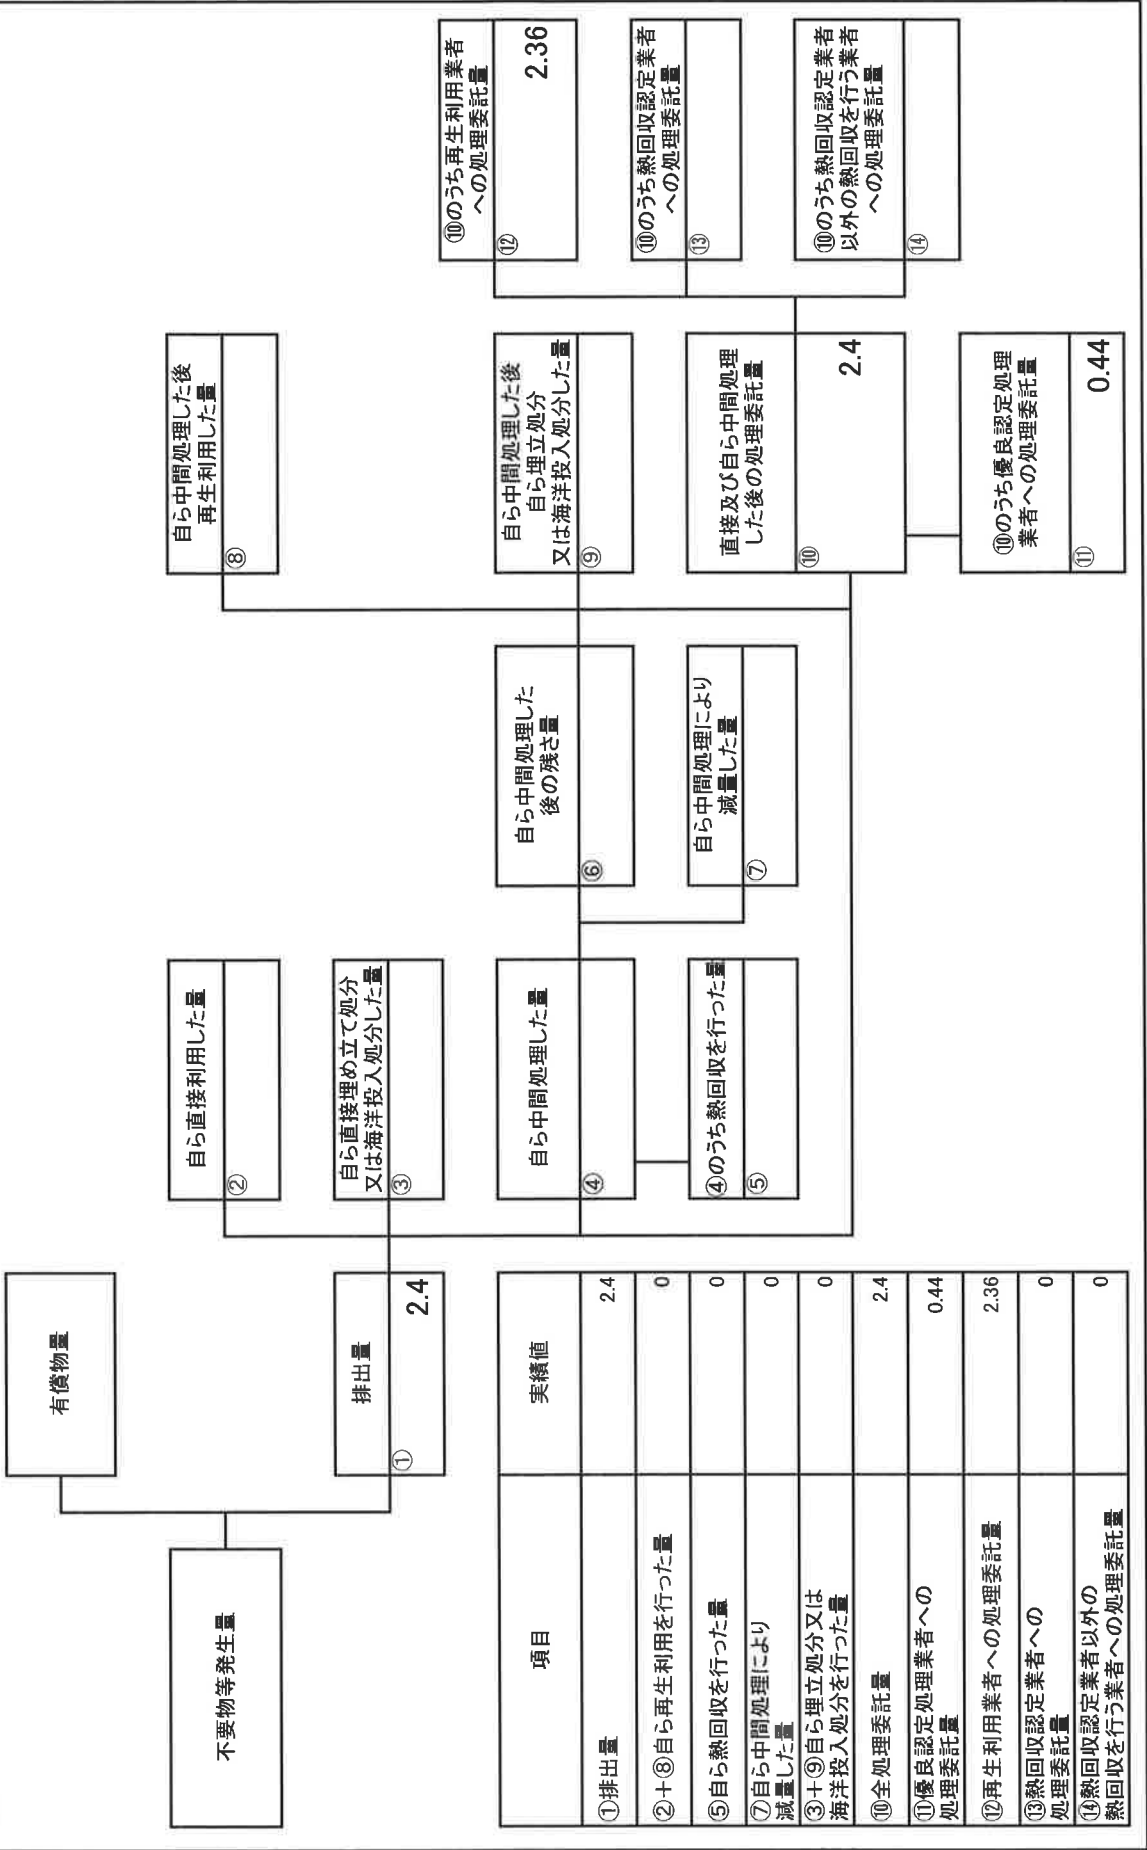 有償物量
不要物等発生量
排出量
①
2.4
自ら直接利用した量
②
自ら直接埋め立て処分
又は海洋投入処分した量
③
自ら中間処理した量
④
④のうち熱回収を行った量
⑤
自ら中間処理した
後の残さ量
⑥
自ら中間処理により
減量した量
⑦
自ら中間処理した後
再生利用した量
⑧
自ら中間処理した後
自ら埋立処分
又は海洋投入処分した量
⑨
直接及び自ら中間処理
した後の処理委託量
⑩
2.4
⑩のうち優良認定処理
業者への処理委託量
⑪
0.44
⑩のうち再生利用業者
への処理委託量
⑫
2.36
⑩のうち熱回収認定業者
への処理委託量
⑬
⑩のうち熱回収認定業者
以外の熱回収を行う業者
への処理委託量
⑭
項目 実績値
①排出量 2.4
②+⑧自ら再生利用を行った量 0
⑤自ら熱回収を行った量 0
⑦自ら中間処理により
減量した量 0
③+⑨自ら埋立処分又は
海洋投入処分を行った量 0
⑩全処理委託量 2.4
⑪優良認定処理業者への
処理委託量 0.44
⑫再生利用業者への処理委託量 2.36
⑬熱回収認定業者への
処理委託量 0
⑭熱回収認定業者以外の
熱回収を行う業者への処理委託量 0